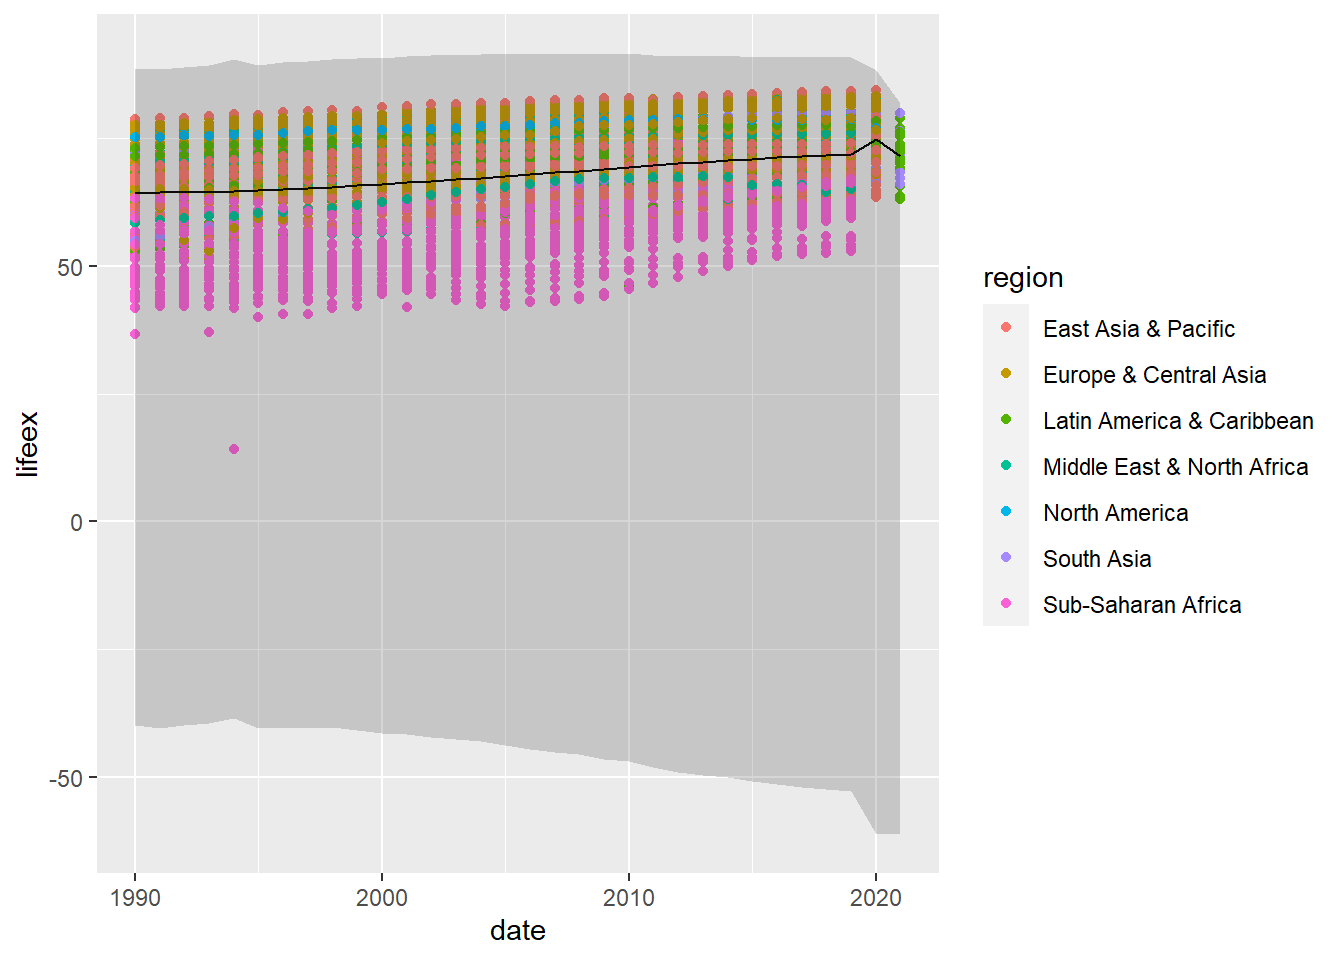 50
0
-50
lifeex
1990
2000
2010
2020
date
region
East Asia & Pacific
Europe & Central Asia
Latin America & Caribbean
Middle East & North Africa
North America
South Asia
Sub-Saharan Africa